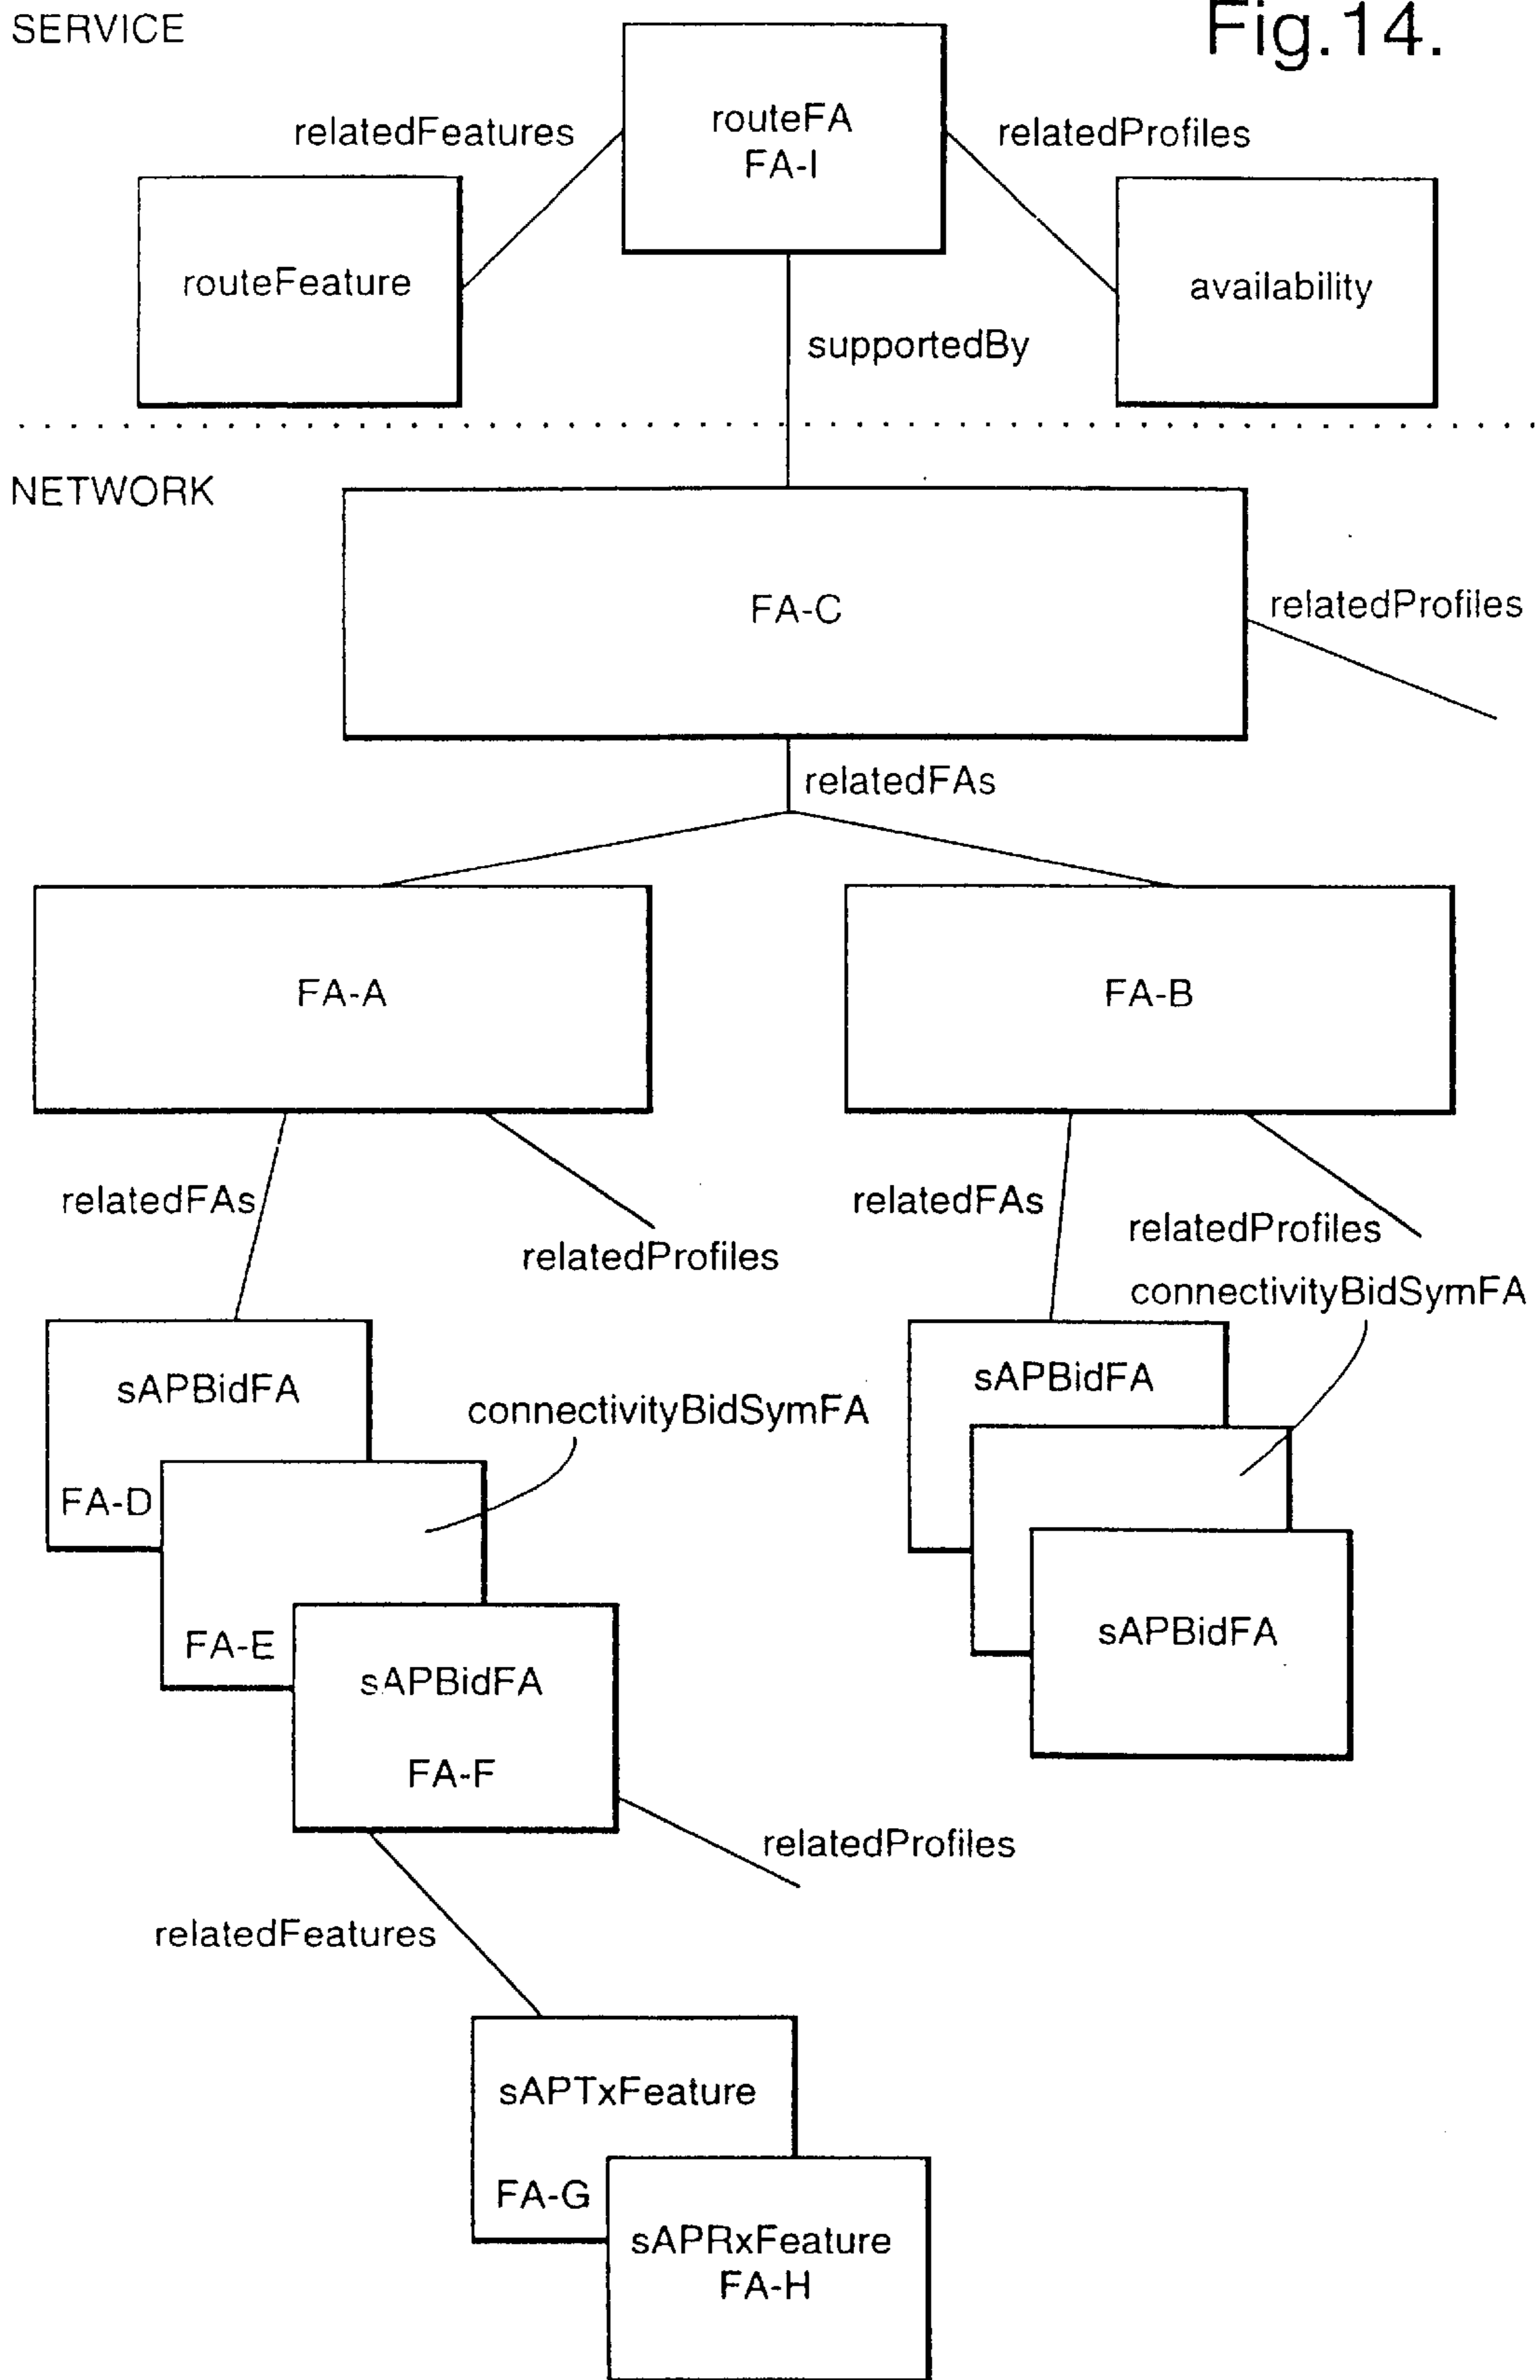 SERVICE
Fig.14.
routeFA
FA-I
relatedFeatures
relatedProfiles
routeFeature
availability
supportedBy
NETWORK
FA-C
relatedProfiles
relatedFAs
FA-A
FA-B
relatedFAs
relatedProfiles
relatedFAs
relatedProfiles
connectivityBidSymFA
sAPBidFA
FA-D
connectivityBidSymFA
FA-E
sAPBidFA
FA-F
sAPBidFA
sAPBidFA
relatedProfiles
relatedFeatures
sAPTxFeature
FA-G
sAPRxFeature
FA-H